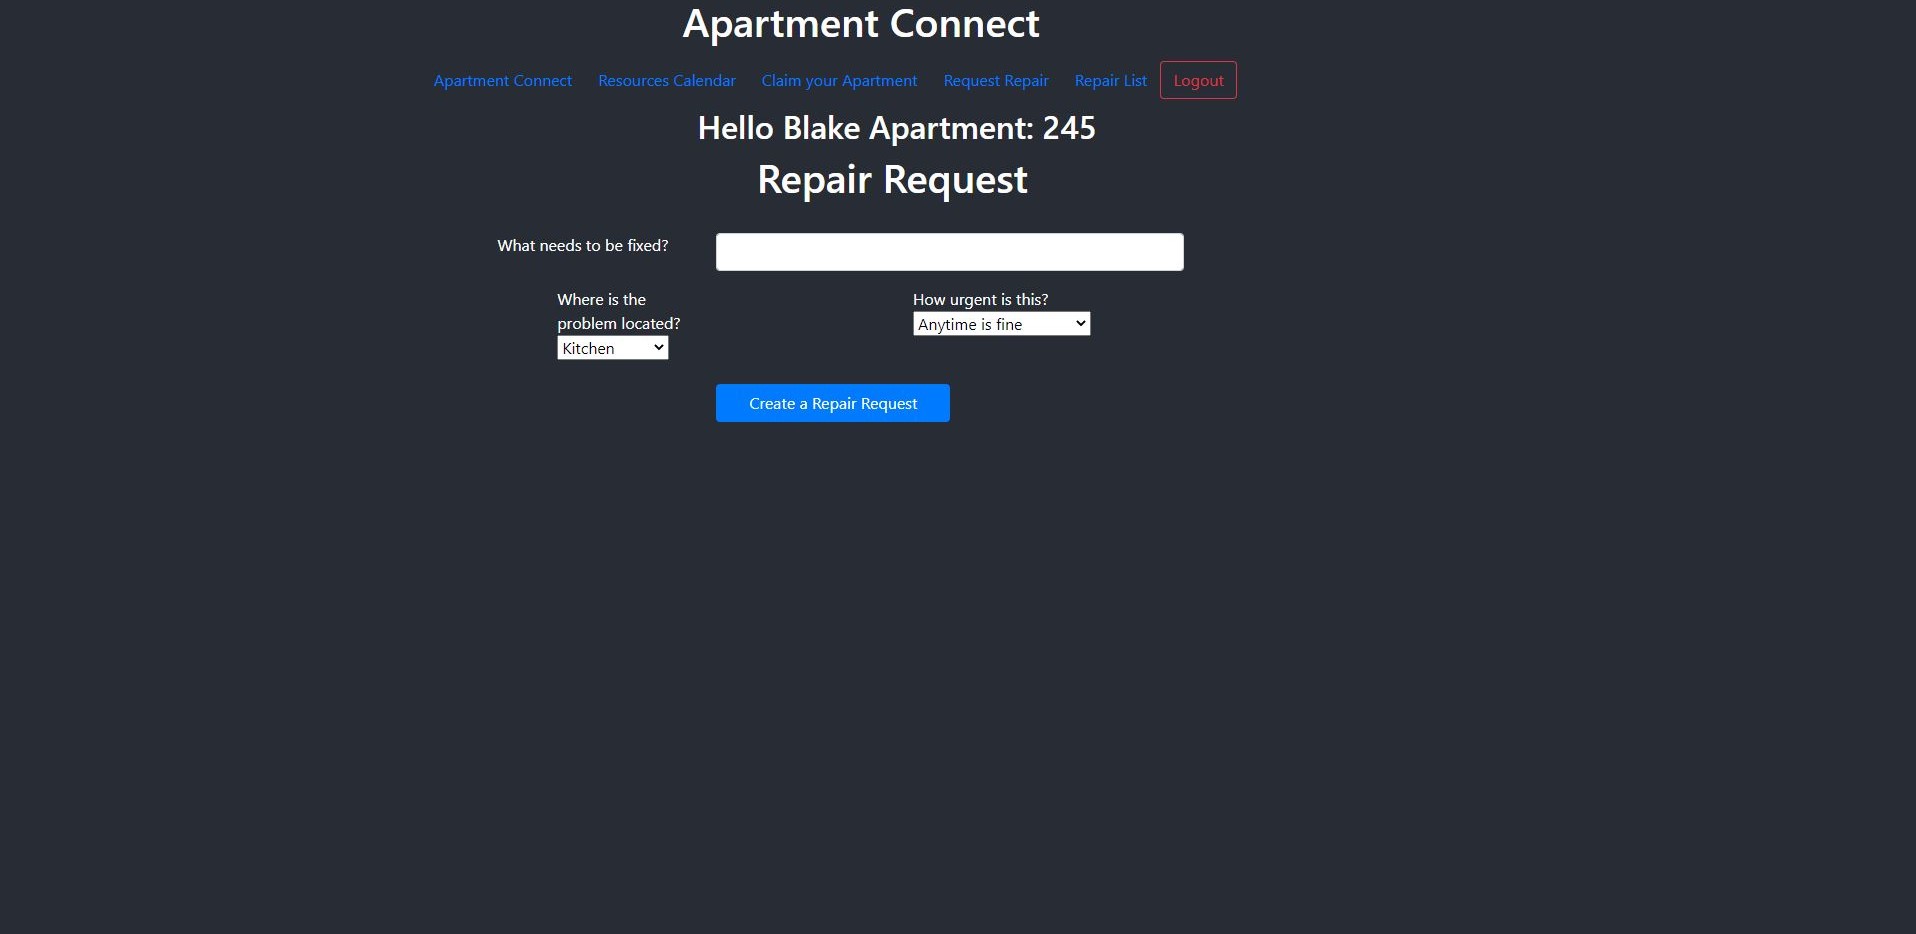 Apartment Connect
Apartment Connect Resources Calendar Claim your Apartment Request Repair Repair List Logout
Hello Blake Apartment: 245
Repair Request
What needs to be fixed?
Where is the
problem located?
Kitchen
How urgent is this?
Anytime is fine
Create a Repair Request